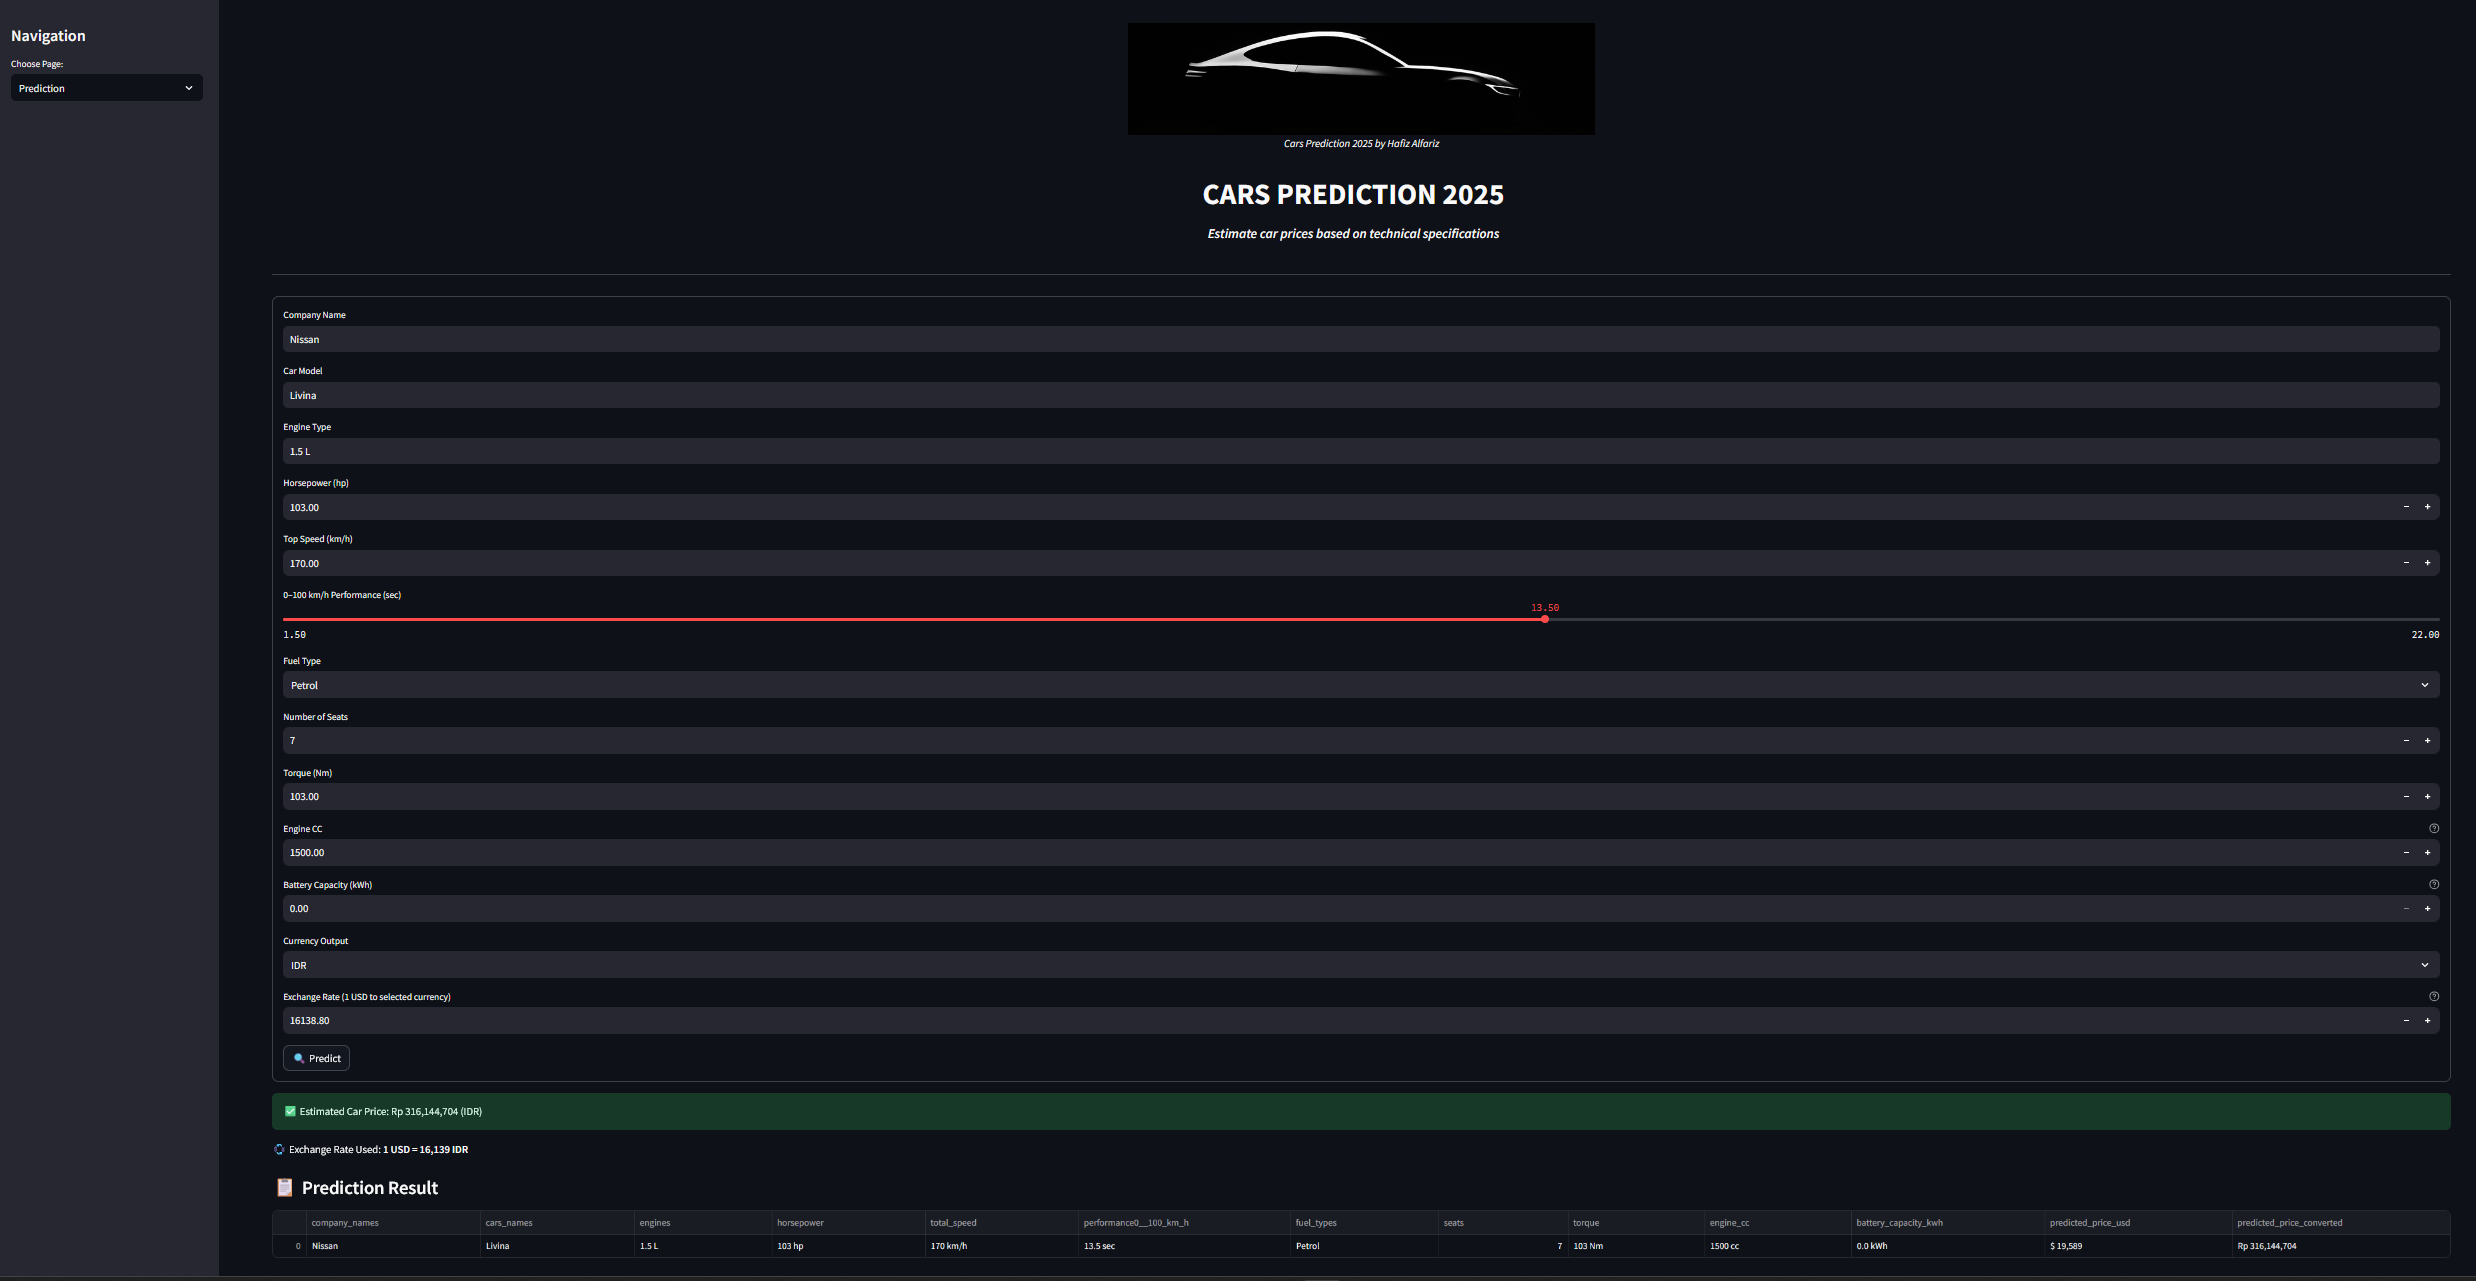 Navigation
Choose Page:
Prediction
Cars Prediction 2025 by Hafiz Alfariz
CARS PREDICTION 2025
Estimate car prices based on technical specifications
Company Name
Nissan
Car Model
Livina
Engine Type
1.5 L
Horsepower (hp)
103.00
Top Speed (km/h)
170.00
0–100 km/h Performance (sec)
13.50
1.50 22.00
Fuel Type
Petrol
Number of Seats
7
Torque (Nm)
103.00
Engine CC
1500.00
Battery Capacity (kWh)
0.00
Currency Output
IDR
Exchange Rate (1 USD to selected currency)
16138.80
🔍 Predict
✅ Estimated Car Price: Rp 316,144,704 (IDR)
Exchange Rate Used: 1 USD = 16,139 IDR
📋 Prediction Result
company_names cars_names engines horsepower total_speed performance0__100_km_h fuel_types seats torque engine_cc battery_capacity_kwh predicted_price_usd predicted_price_converted
0 Nissan Livina 1.5 L 103 hp 170 km/h 13.5 sec Petrol 7 103 Nm 1500 cc 0.0 kWh $ 19,589 Rp 316,144,704